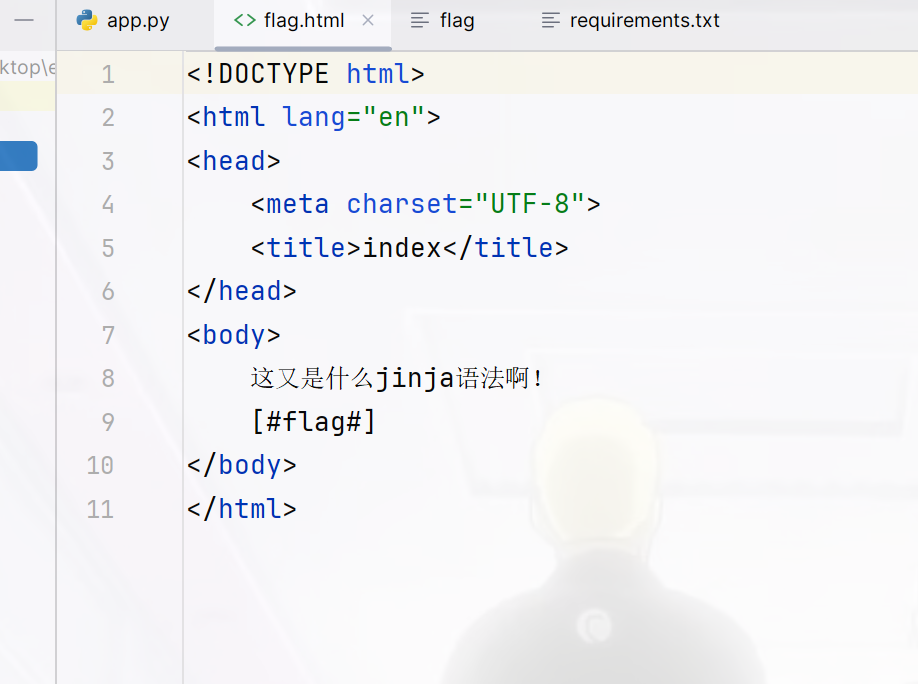 app.py flag.html flag requirements.txt
ktop\e
1 <!DOCTYPE html>
2 <html lang="en">
3 <head>
4 <meta charset="UTF-8">
5 <title>index</title>
6 </head>
7 <body>
8 这又是什么jinja语法啊!
9 [#flag#]
10 </body>
11 </html>